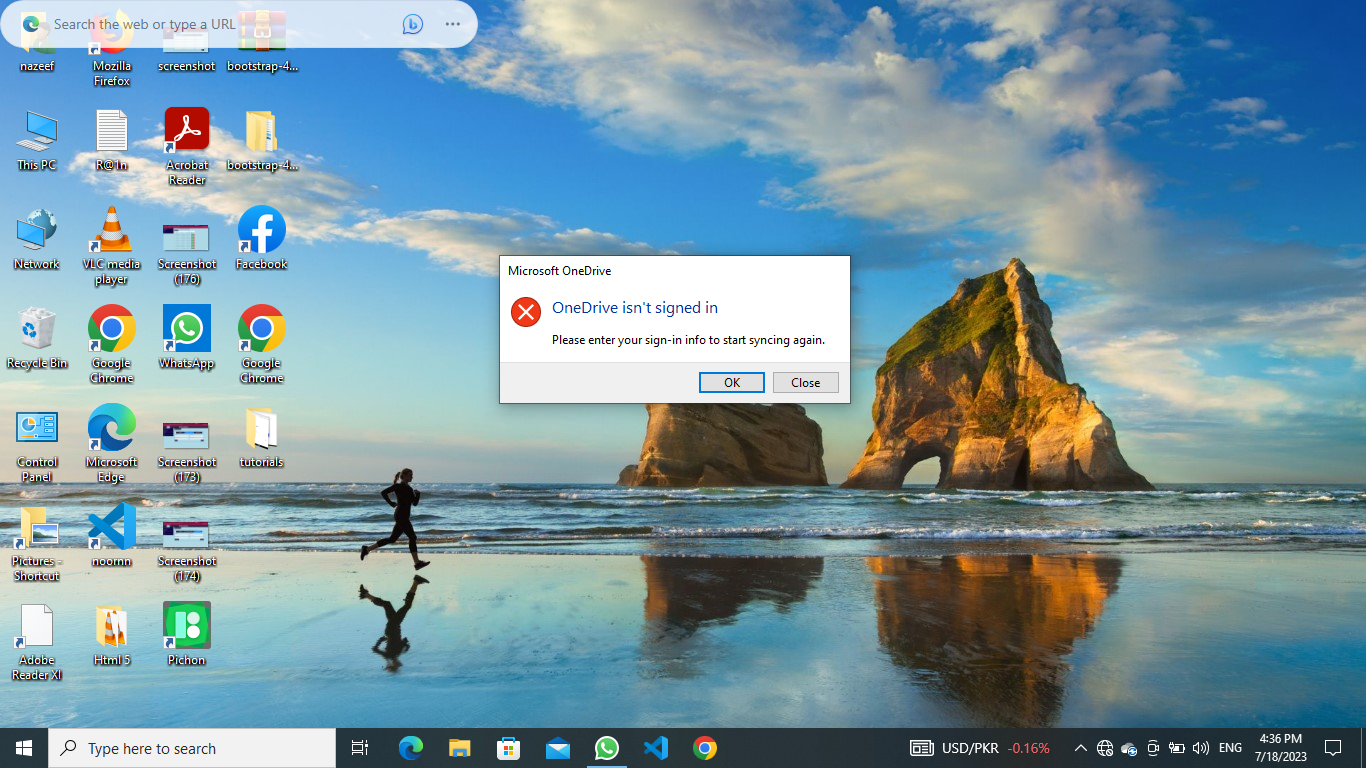 Search the web or type a URL
nazeef
Mozilla
Firefox
screenshot
bootstrap-4...
This PC
R@1n
Acrobat
Reader
bootstrap-4...
Network
VLC media
player
Screenshot
(176)
Facebook
Recycle Bin
Google
Chrome
WhatsApp
Google
Chrome
Control
Panel
Microsoft
Edge
Screenshot
(173)
tutorials
Pictures -
Shortcut
noornn
Screenshot
(174)
Adobe
Reader XI
Html 5
Pichon
Microsoft OneDrive
OneDrive isn't signed in
Please enter your sign-in info to start syncing again.
OK
Close
Type here to search
USD/PKR -0.16%
ENG
4:36 PM
7/18/2023